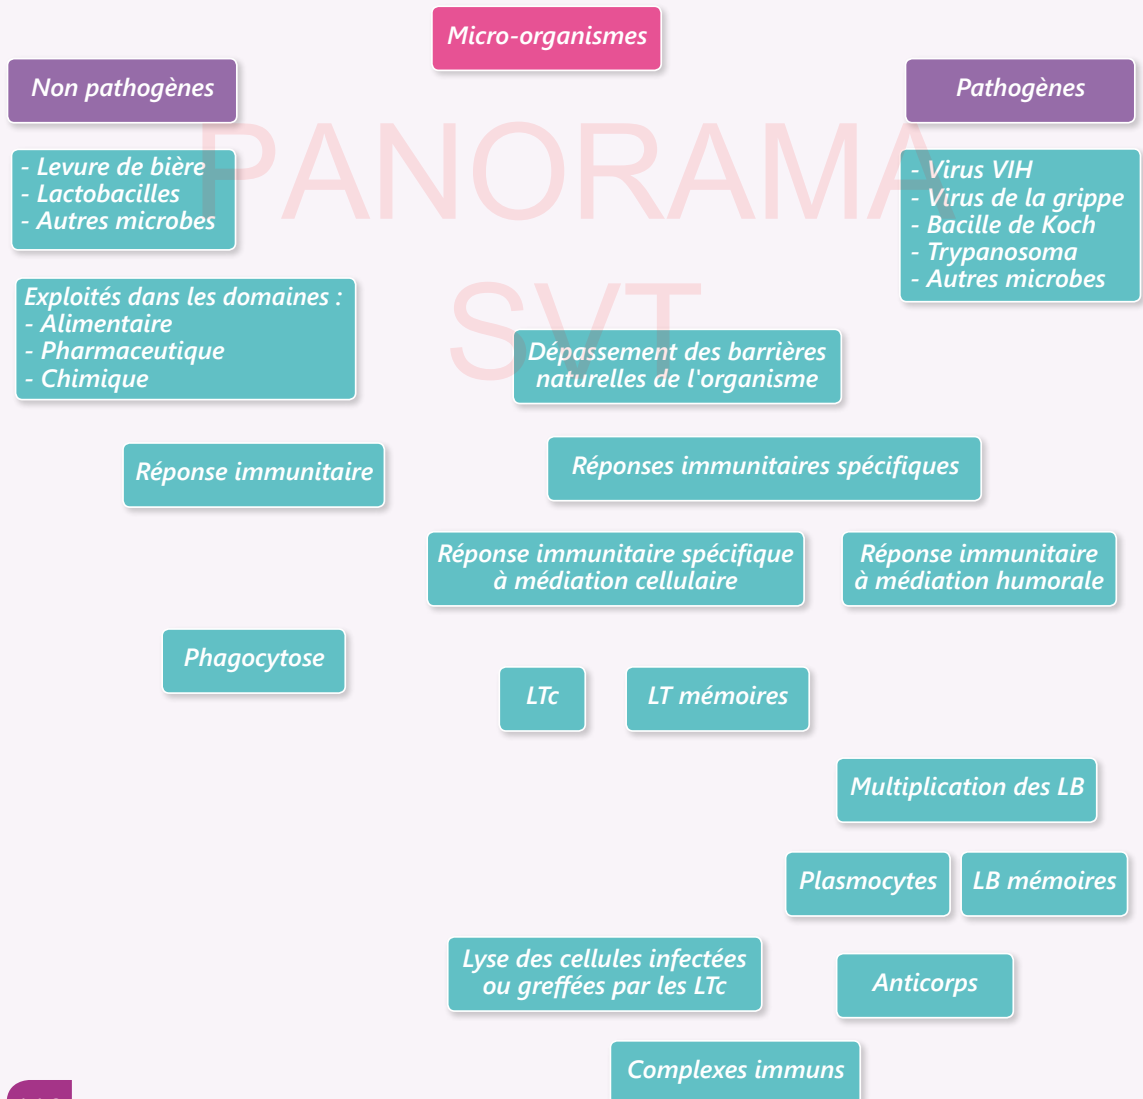 Micro-organismes
Non pathogènes
Pathogènes
PANORAMA
- Levure de bière
- Lactobacilles
- Autres microbes
- Virus VIH
- Virus de la grippe
- Bacille de Koch
- Trypanosoma
- Autres microbes
Exploités dans les domaines :
- Alimentaire
- Pharmaceutique
- Chimique
SVT
Dépassement des barrières
naturelles de l'organisme
Réponse immunitaire
Réponses immunitaires spécifiques
Réponse immunitaire spécifique
à médiation cellulaire
Réponse immunitaire
à médiation humorale
Phagocytose
LTc
LT mémoires
Multiplication des LB
Plasmocytes
LB mémoires
Lyse des cellules infectées
ou greffées par les LTc
Anticorps
Complexes immuns